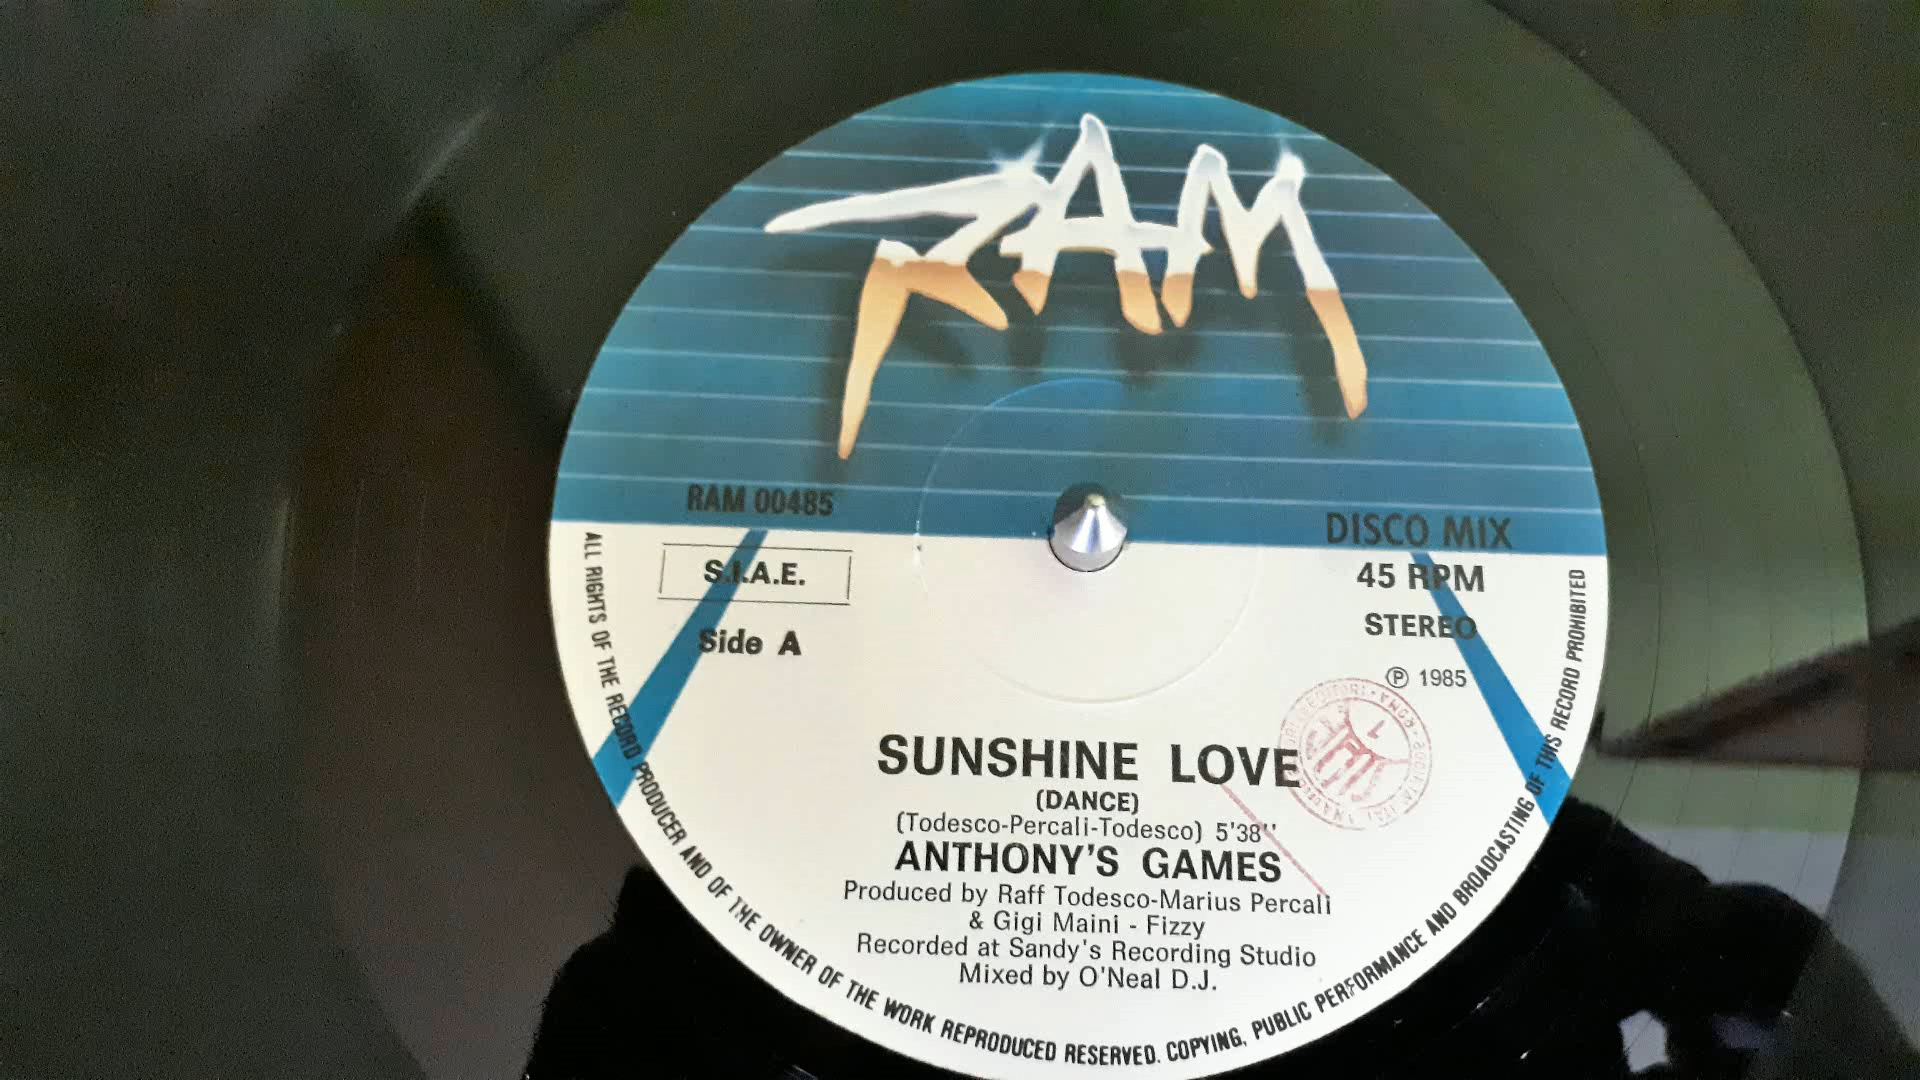 RAM
RAM 00485
DISCO MIX
S.I.A.E.
45 RPM
Side A
STEREO
℗ 1985
SUNSHINE LOVE
(DANCE)
(Todesco-Percali-Todesco) 5'38''
ANTHONY'S GAMES
Produced by Raff Todesco-Marius Percali
& Gigi Maini - Fizzy
Recorded at Sandy's Recording Studio
Mixed by O'Neal D.J.
ALL RIGHTS OF THE RECORD PRODUCER AND OF THE OWNER OF THE WORK REPRODUCED RESERVED. COPYING, PUBLIC PERFORMANCE AND BROADCASTING OF THIS RECORD PROHIBITED